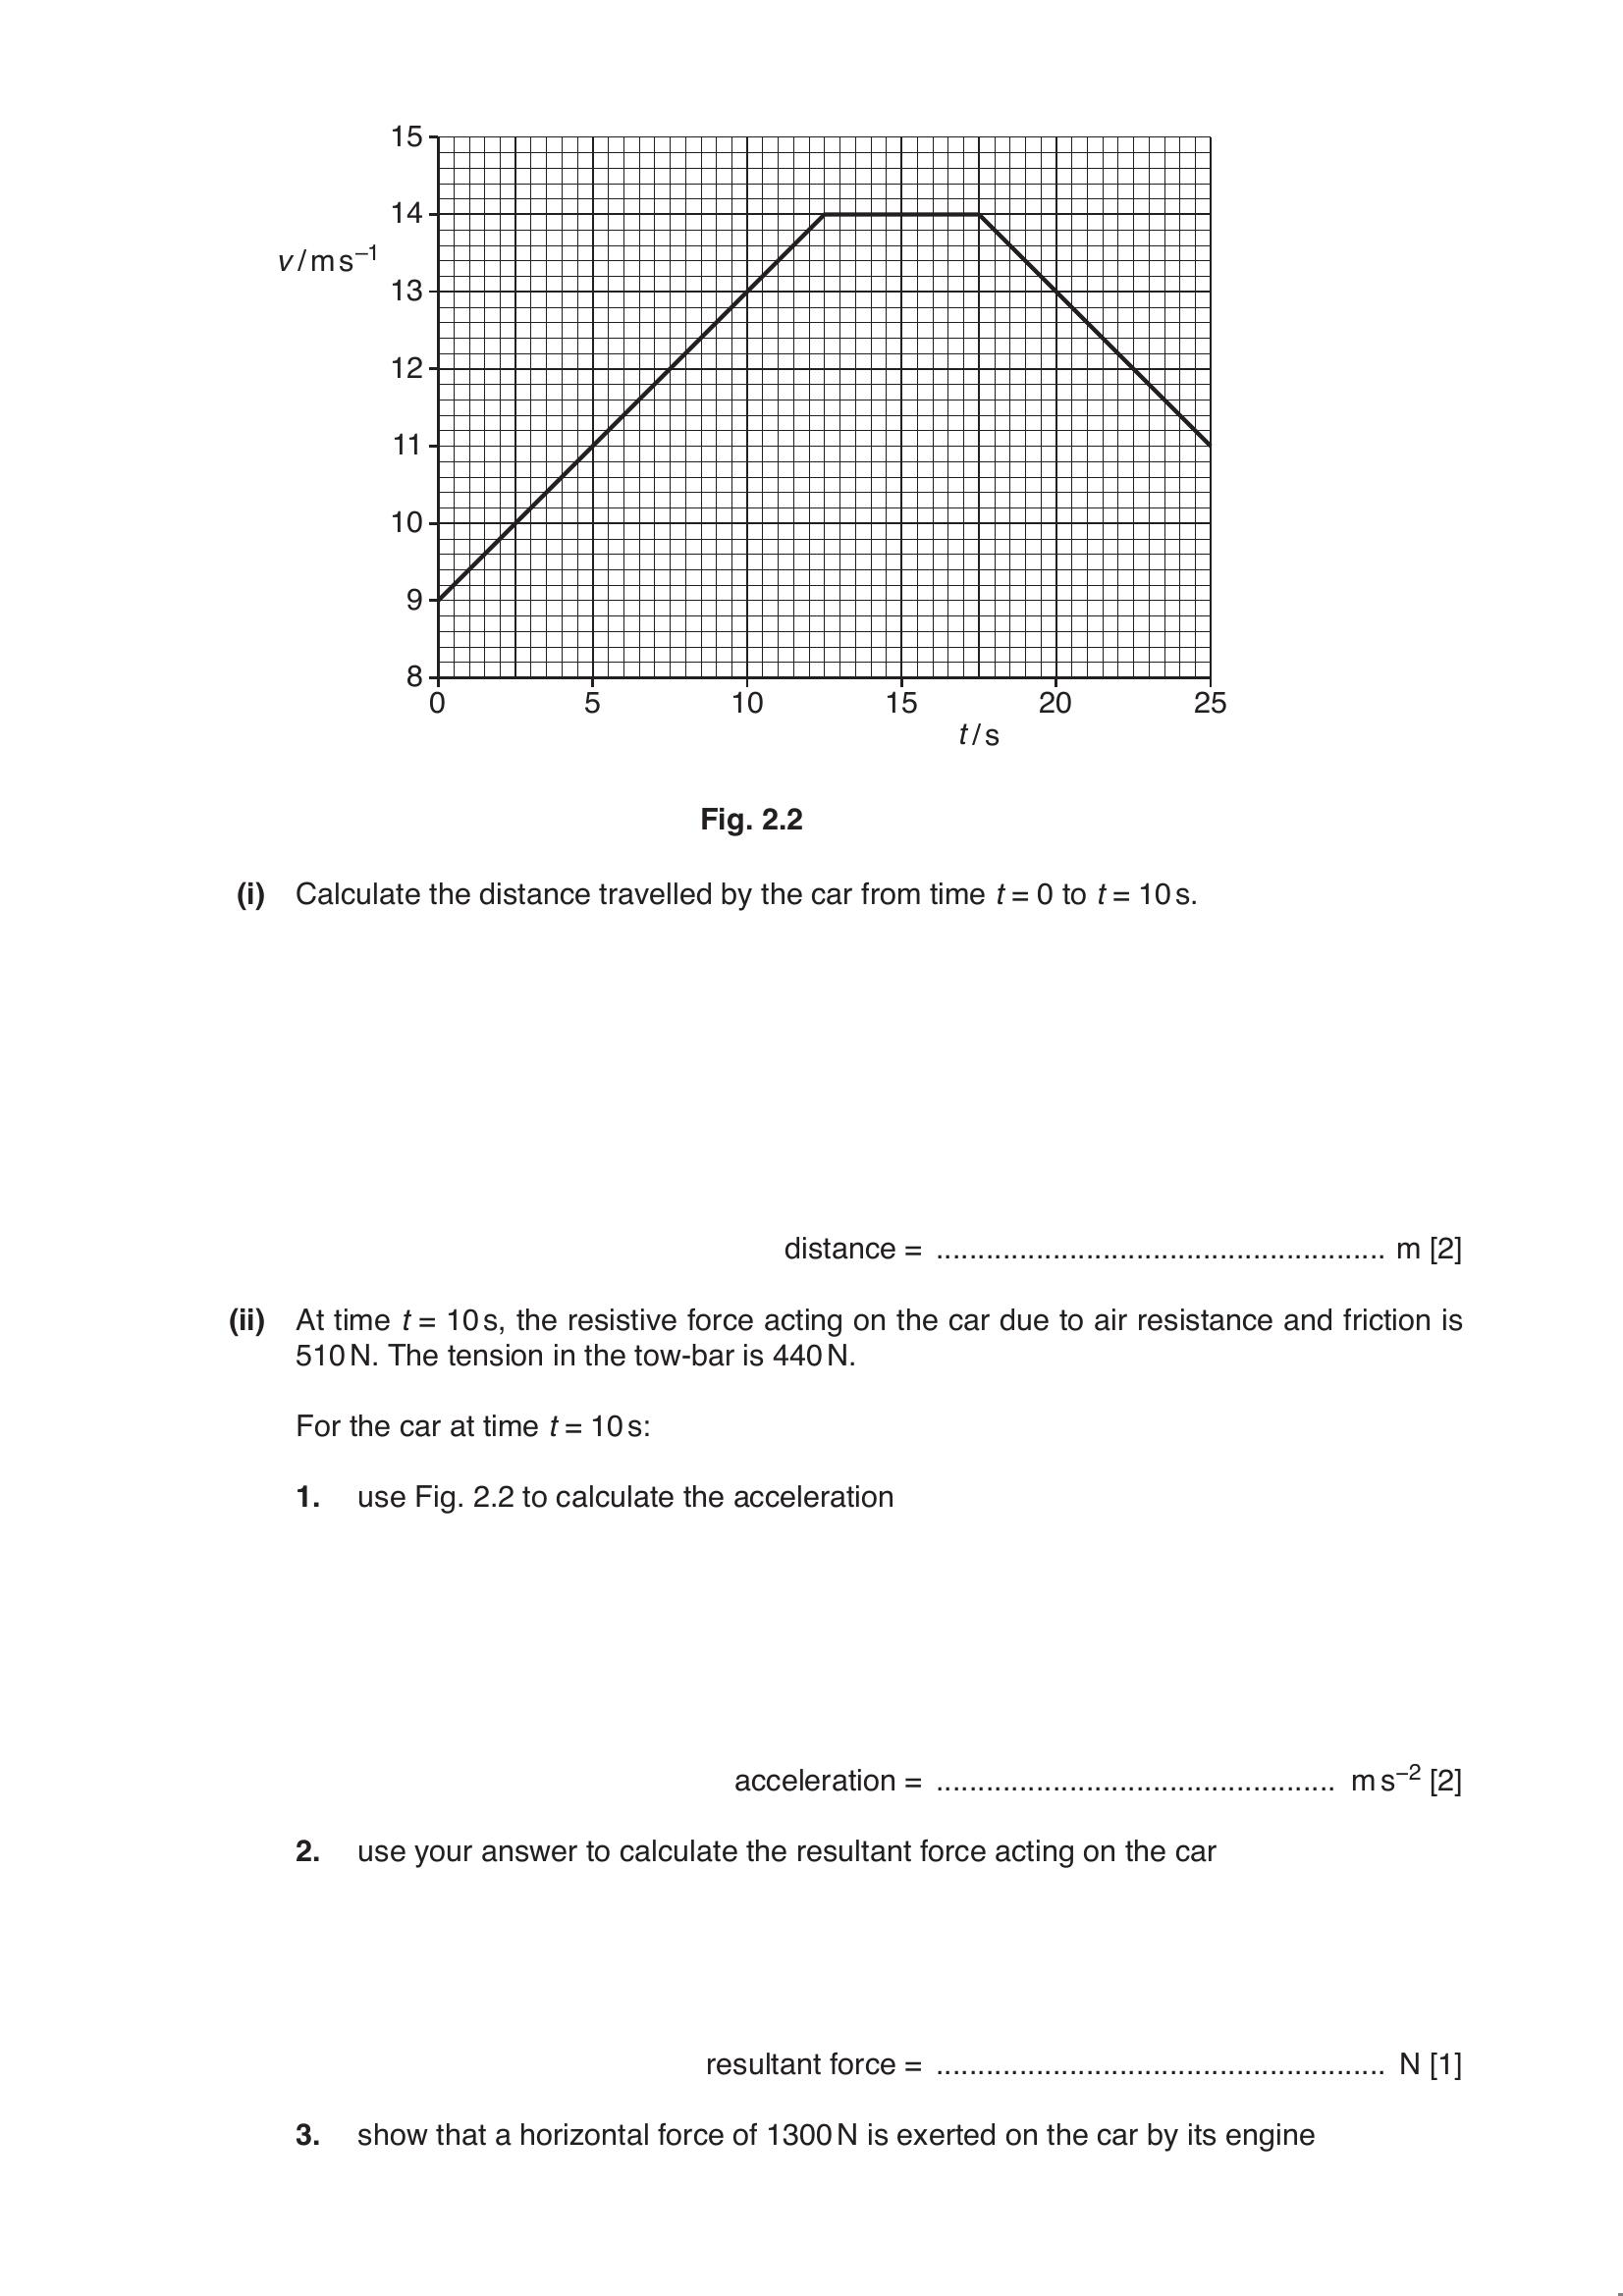 15
14
v / m s⁻¹
13
12
11
10
9
8
0 5 10 15 20 25
t / s
Fig. 2.2
(i) Calculate the distance travelled by the car from time t = 0 to t = 10 s.
distance = ...................................................... m [2]
(ii) At time t = 10 s, the resistive force acting on the car due to air resistance and friction is
510 N. The tension in the tow-bar is 440 N.
For the car at time t = 10 s:
1. use Fig. 2.2 to calculate the acceleration
acceleration = ................................................ m s⁻² [2]
2. use your answer to calculate the resultant force acting on the car
resultant force = ...................................................... N [1]
3. show that a horizontal force of 1300 N is exerted on the car by its engine